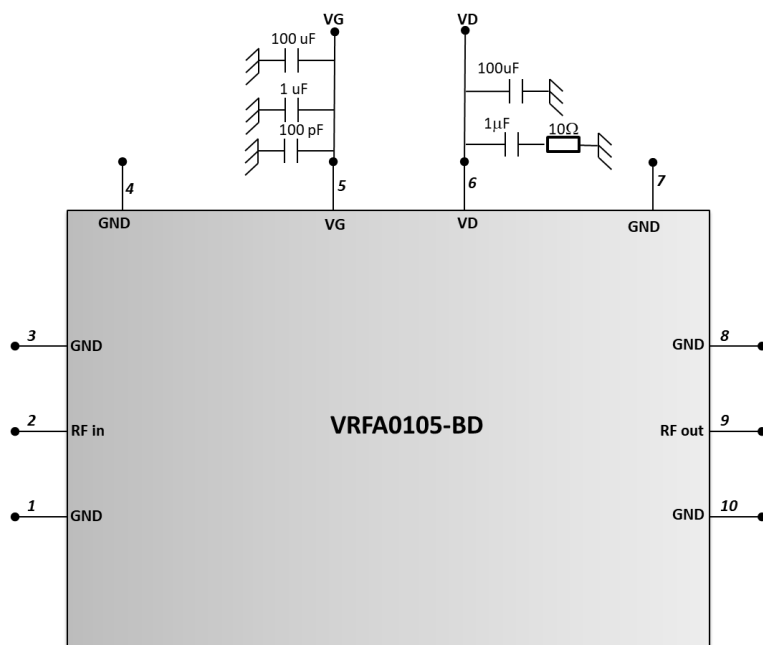 VG VD
100 uF
100uF
1 uF
1μF 10Ω
100 pF
4 5 6 7
GND VG VD GND
3 GND GND 8
2 RF in VRFA0105-BD RF out 9
1 GND GND 10